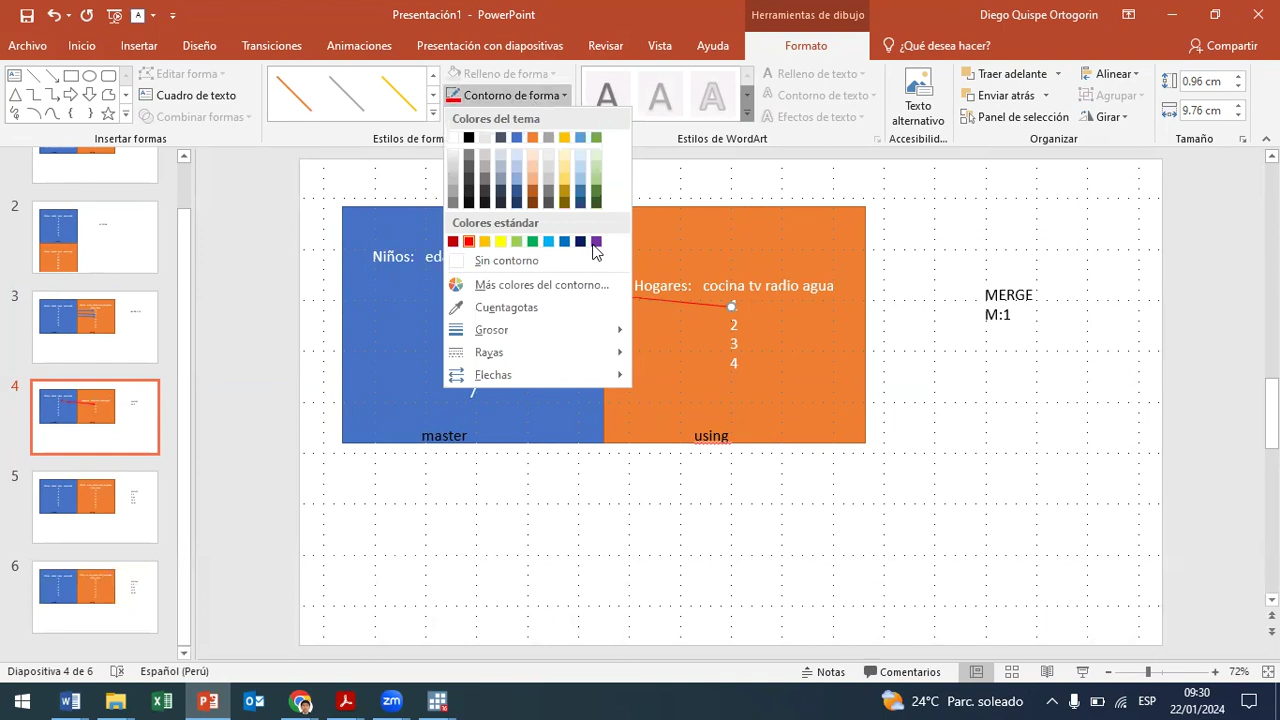 Presentación1 - PowerPoint
Herramientas de dibujo
Diego Quispe Ortogorin
Archivo
Inicio
Insertar
Diseño
Transiciones
Animaciones
Presentación con diapositivas
Revisar
Vista
Ayuda
Formato
¿Qué desea hacer?
Compartir
Editar forma
Cuadro de texto
Combinar formas
Insertar formas
Estilos de form
Relleno de forma
Contorno de forma
A A A
Relleno de texto
Contorno de texto
Efectos de texto
Estilos de WordArt
Texto
alternativo
Accesibilid...
Traer adelante
Enviar atrás
Panel de selección
Alinear
Agrupar
Girar
Organizar
0.96 cm
9.76 cm
Tamaño
Colores del tema
Colores estándar
Sin contorno
Más colores del contorno...
Cuentagotas
Grosor
Rayas
Flechas
2
3
4
5
6
Niños: eda
7
master
Hogares: cocina tv radio agua
2
3
4
using
MERGE
M:1
Diapositiva 4 de 6
Español (Perú)
Notas
Comentarios
72%
24°C Parc. soleado
ESP
09:30
22/01/2024